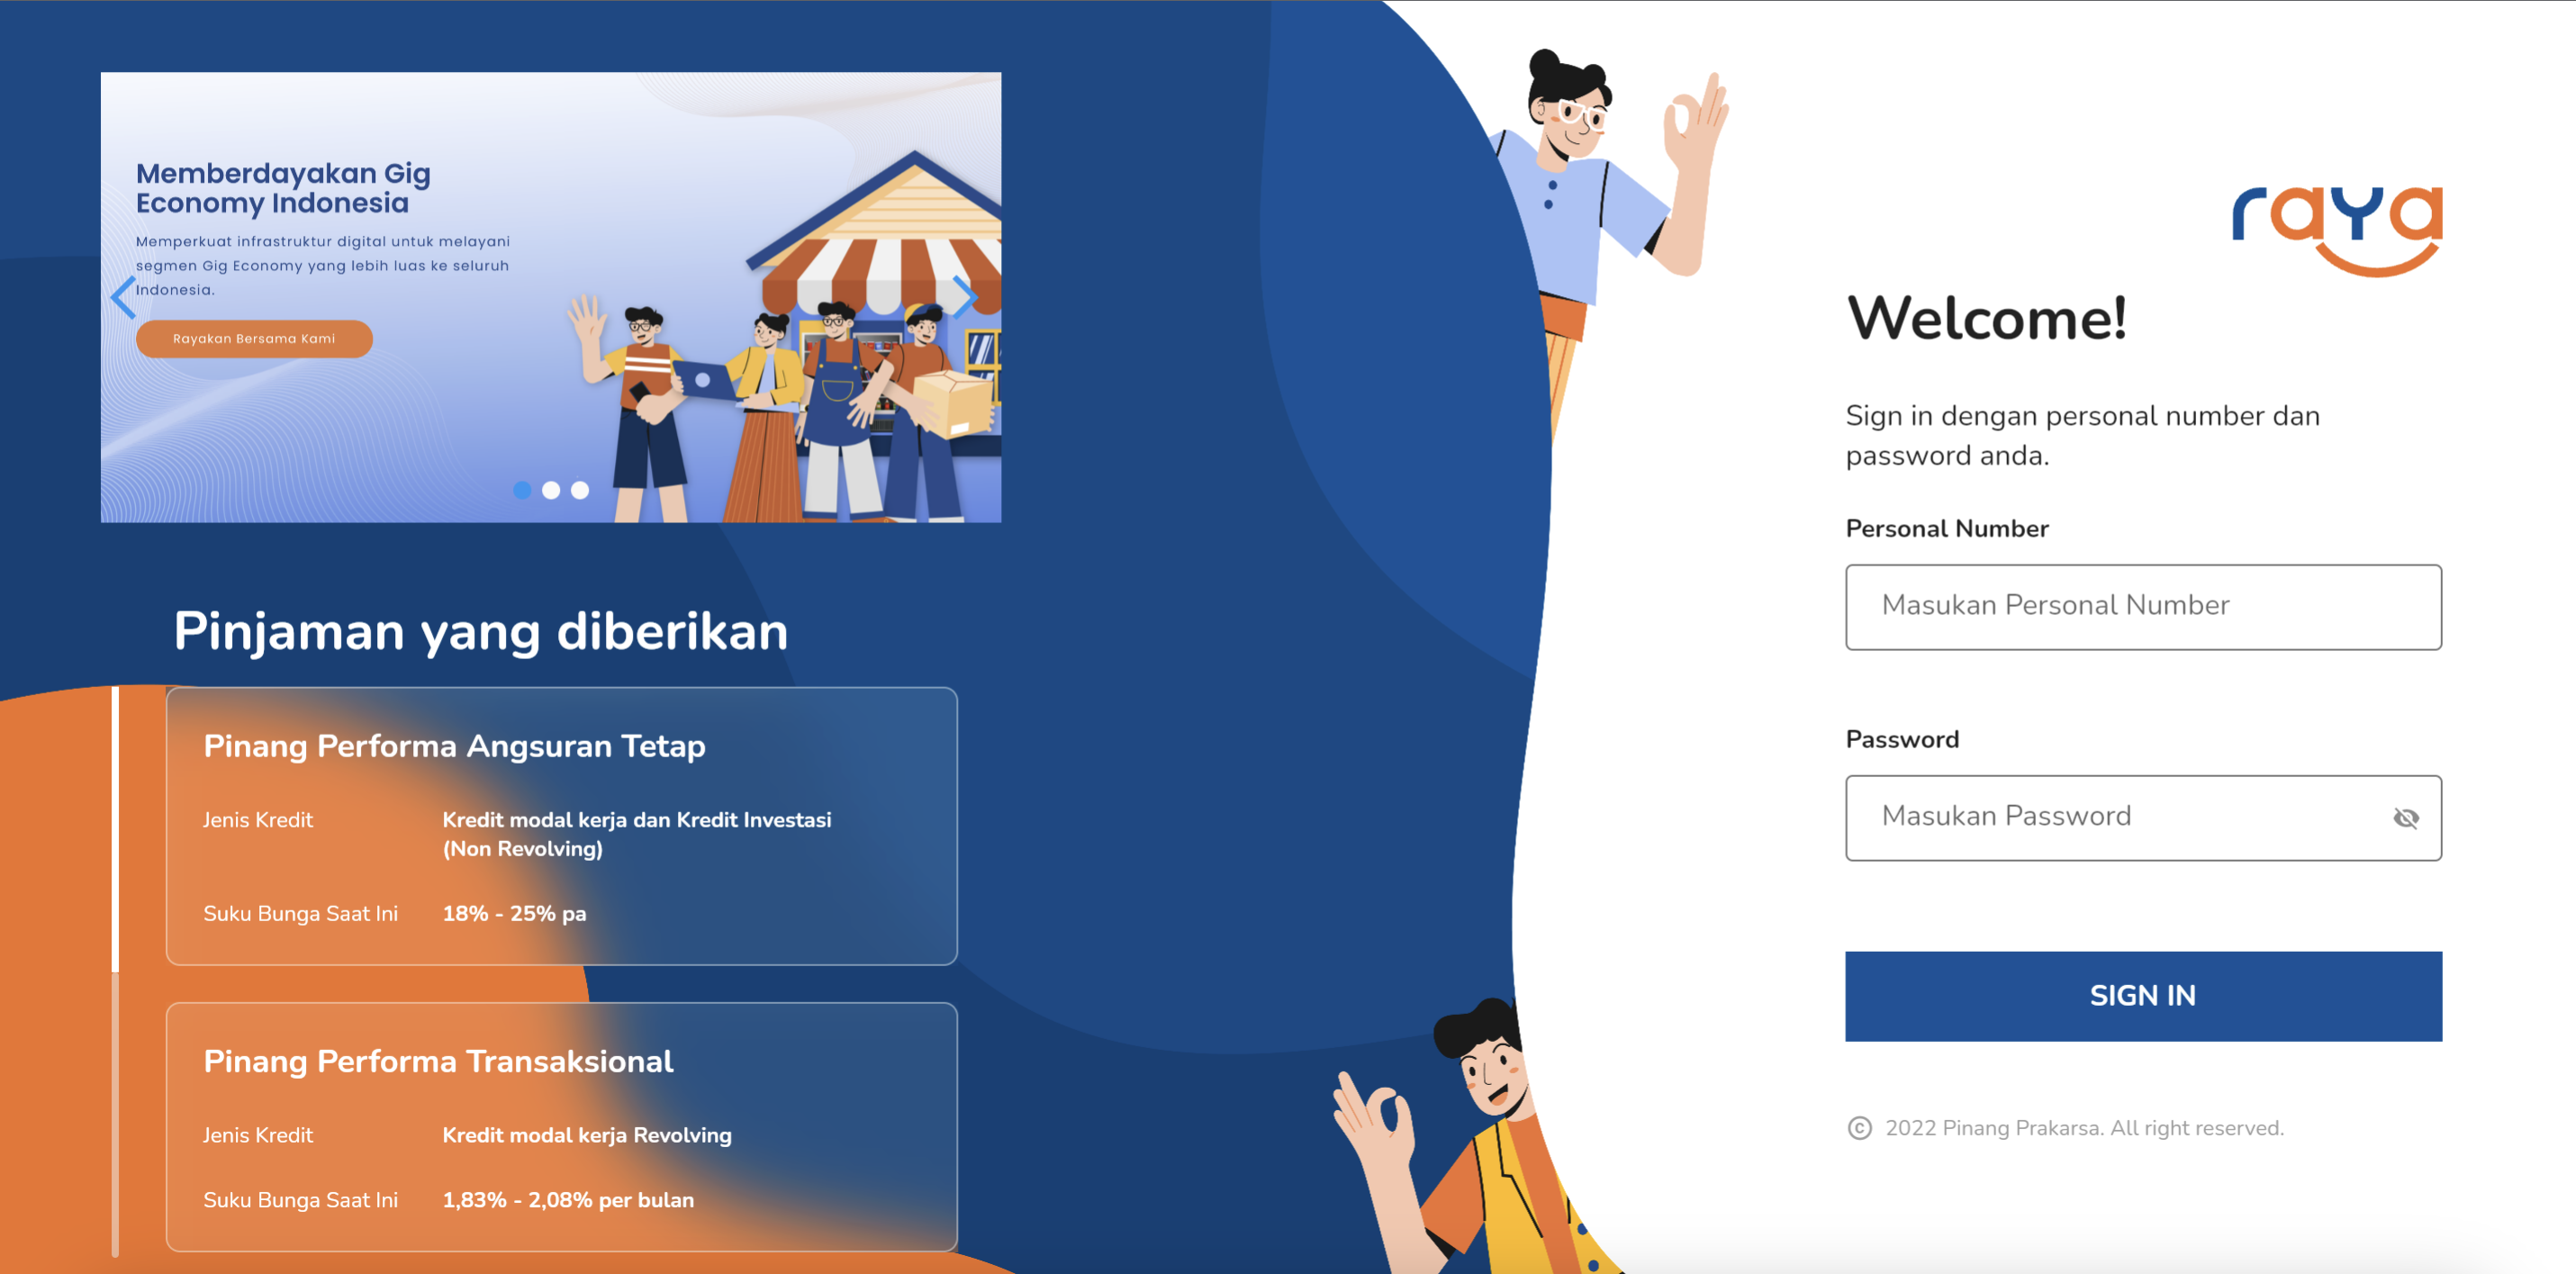 Memberdayakan Gig
Economy Indonesia
Memperkuat infrastruktur digital untuk melayani
segmen Gig Economy yang lebih luas ke seluruh
Indonesia.
Rayakan Bersama Kami
Pinjaman yang diberikan
Pinang Performa Angsuran Tetap
Jenis Kredit Kredit modal kerja dan Kredit Investasi
(Non Revolving)
Suku Bunga Saat Ini 18% - 25% pa
Pinang Performa Transaksional
Jenis Kredit Kredit modal kerja Revolving
Suku Bunga Saat Ini 1,83% - 2,08% per bulan
raya
Welcome!
Sign in dengan personal number dan
password anda.
Personal Number
Masukan Personal Number
Password
Masukan Password
SIGN IN
© 2022 Pinang Prakarsa. All right reserved.